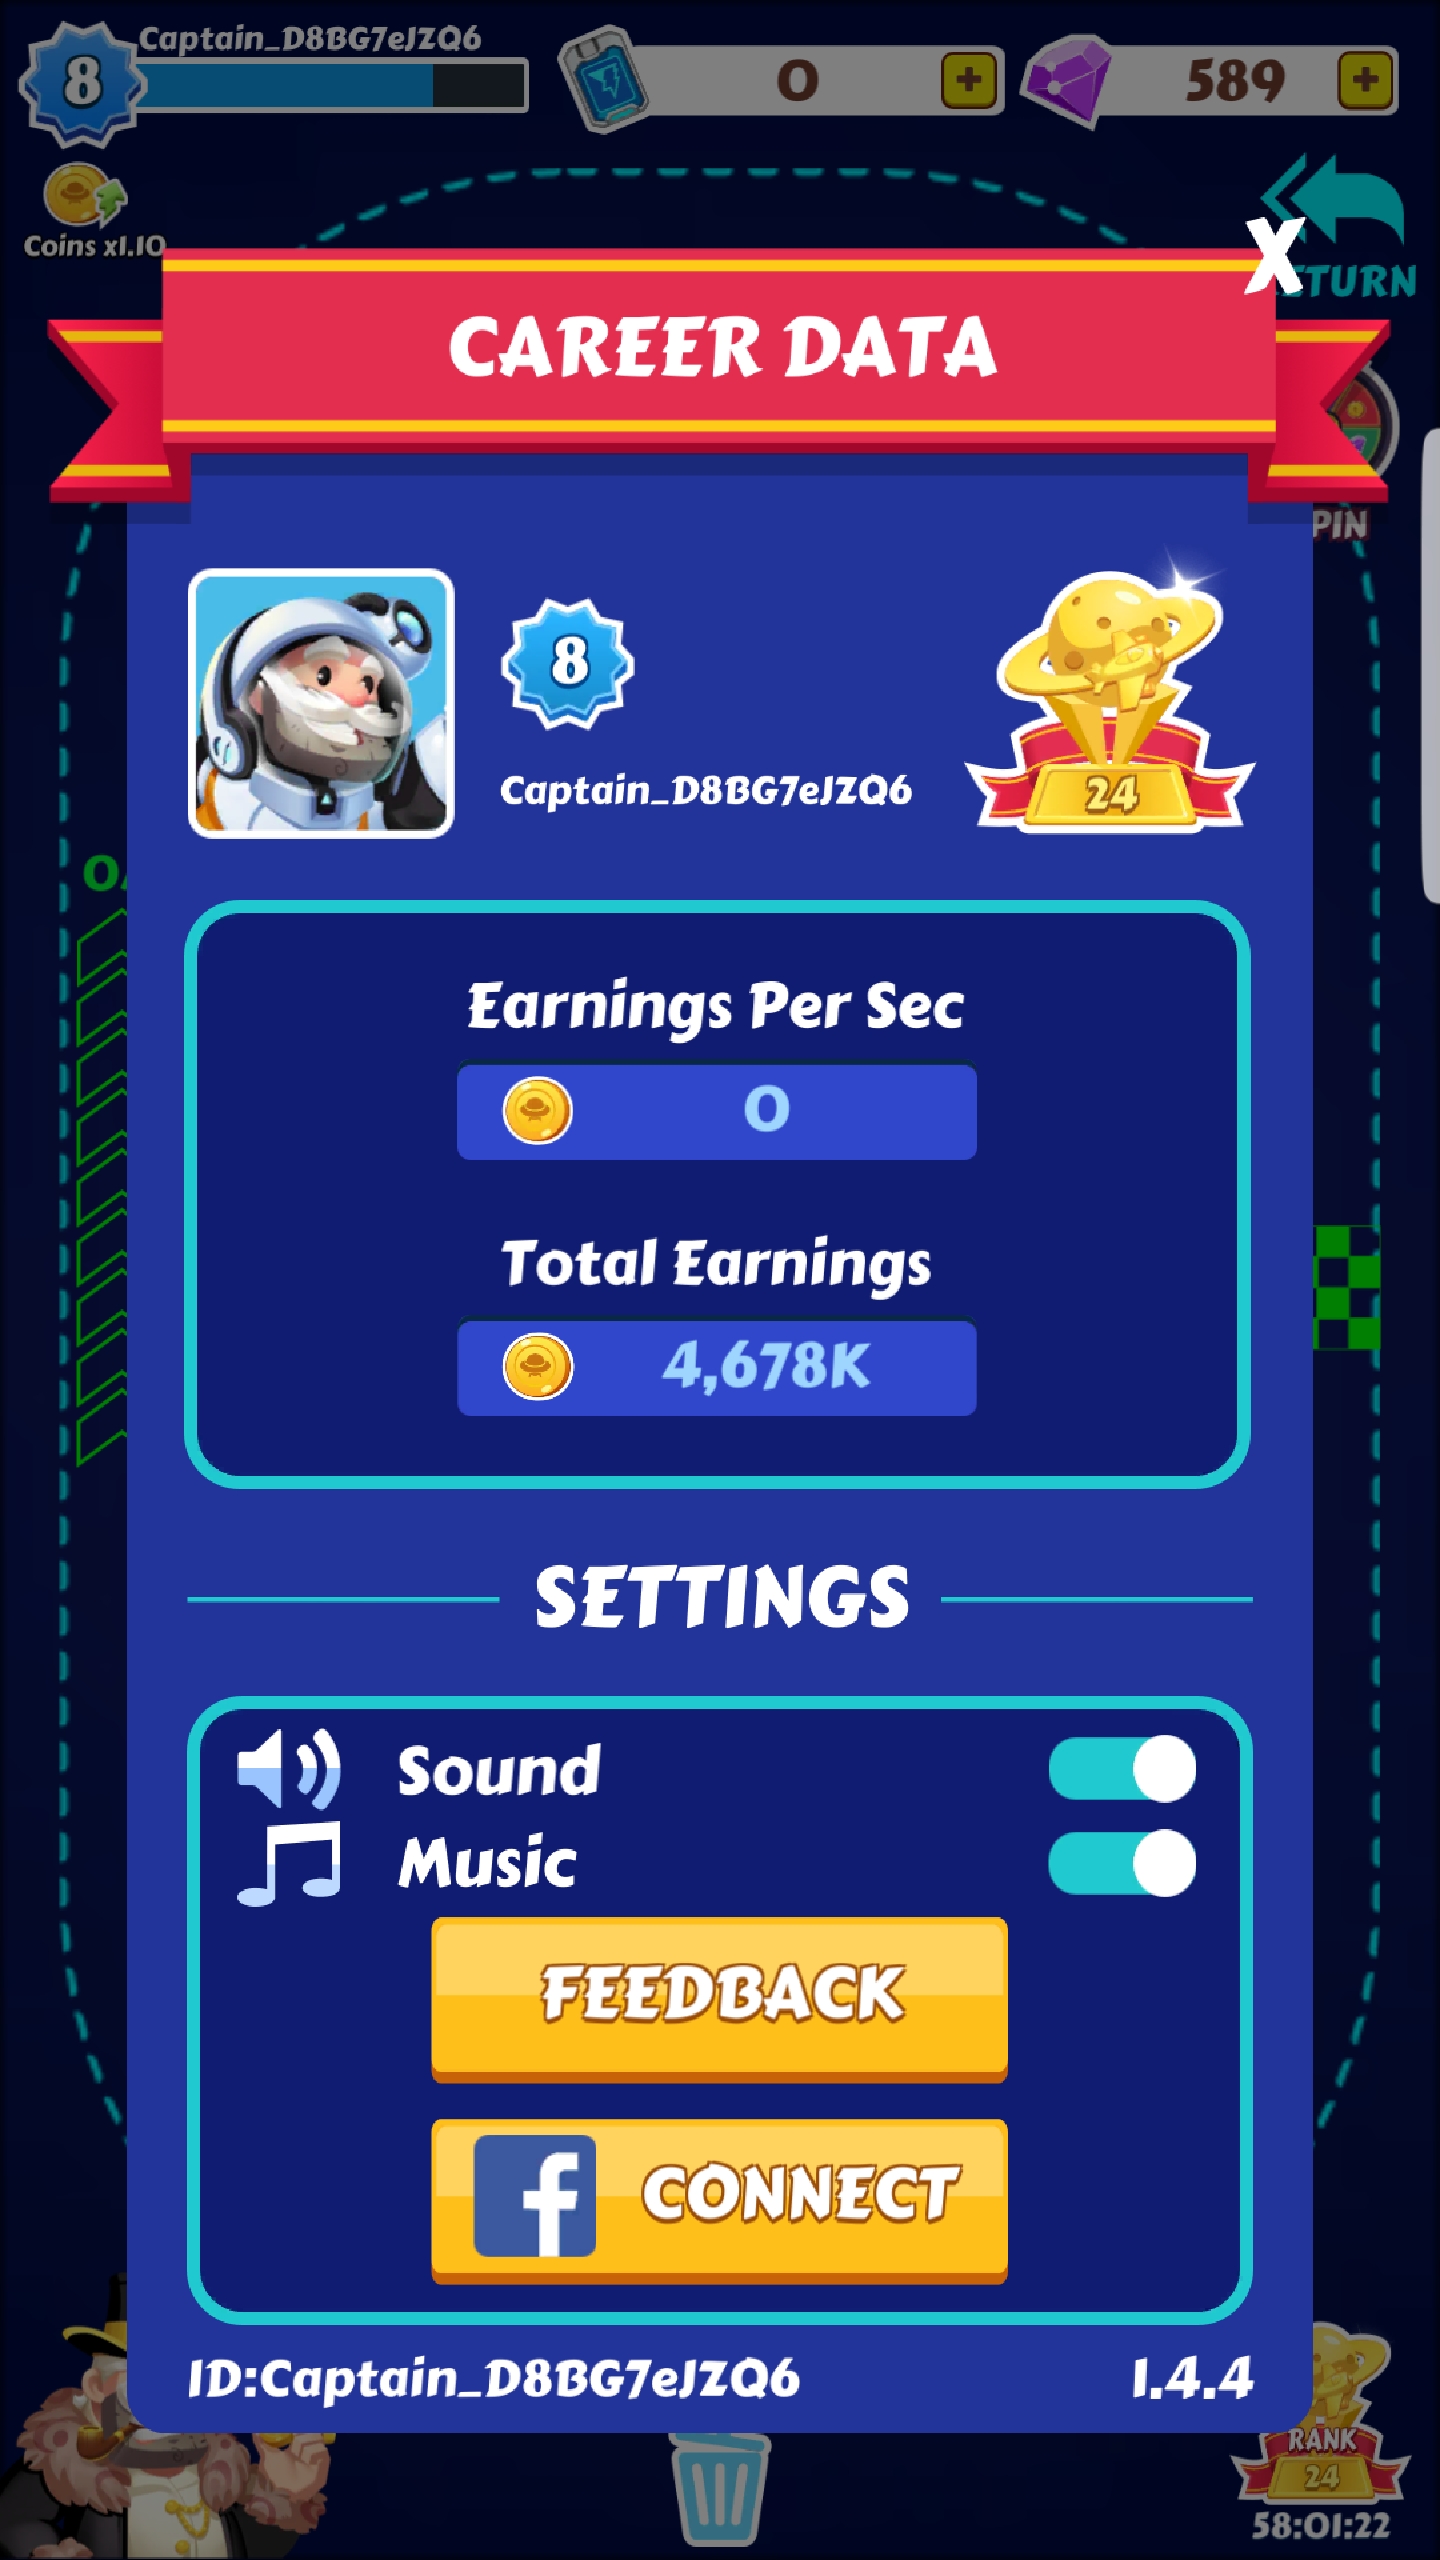 Captain_D8BG7eJZQ6
8
0
589
Coins x1.10
X
CAREER DATA
8
Captain_D8BG7eJZQ6
24
Earnings Per Sec
0
Total Earnings
4,678K
SETTINGS
Sound
Music
FEEDBACK
f CONNECT
ID:Captain_D8BG7eJZQ6
1.4.4
RANK
24
58:01:22